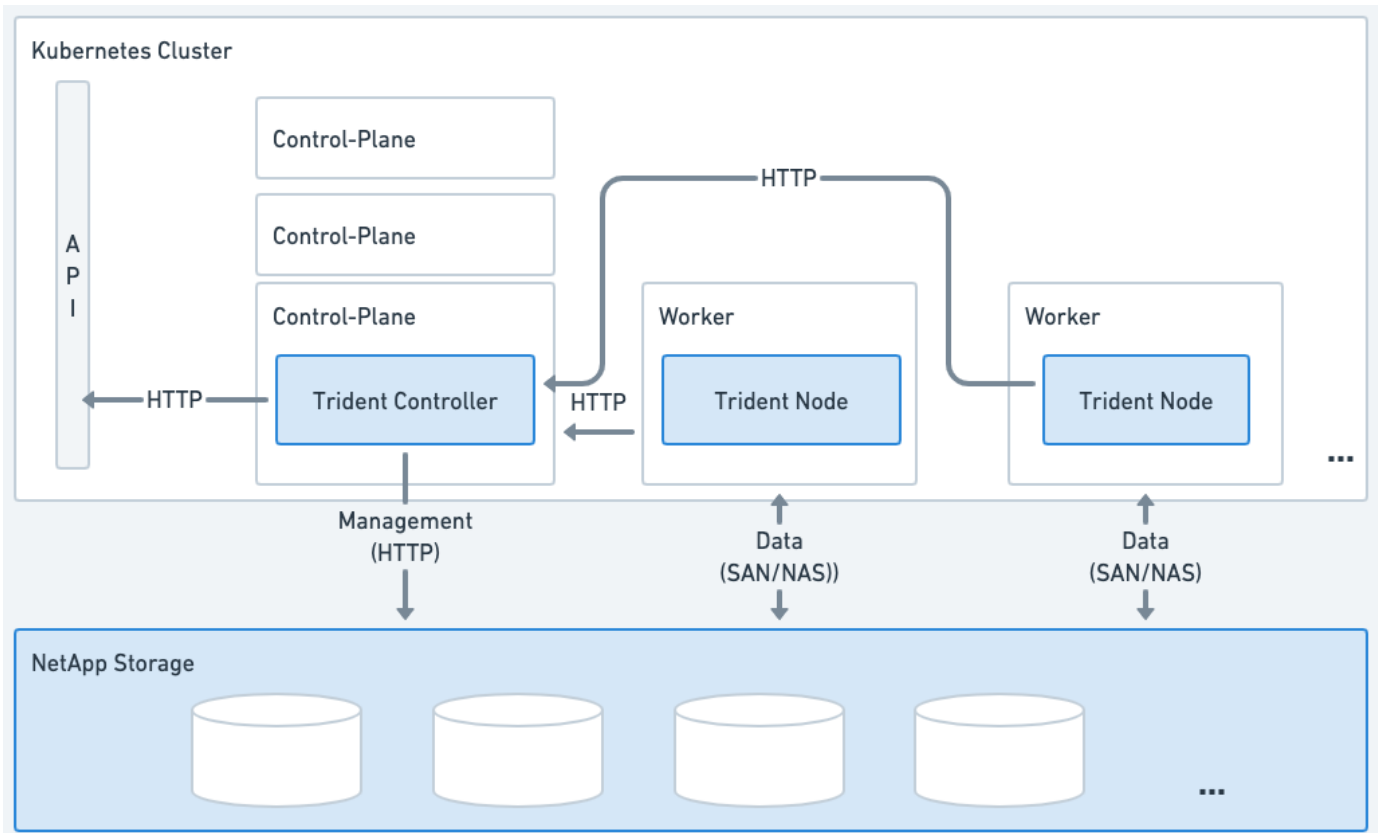 Kubernetes Cluster
A
P
I
Control-Plane
Control-Plane
Control-Plane
Trident Controller
HTTP
HTTP
HTTP
Worker
Trident Node
Worker
Trident Node
...
Management
(HTTP)
Data
(SAN/NAS))
Data
(SAN/NAS)
NetApp Storage
...